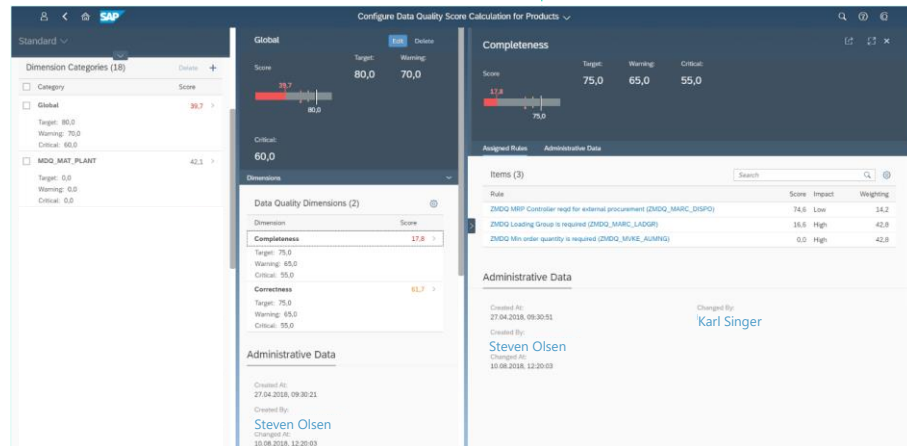 SAP
Configure Data Quality Score Calculation for Products
Standard
Dimension Categories (18)
Delete
Category
Score
Global
39,7
Target: 80,0
Warning: 70,0
Critical: 60,0
MDQ_MAT_PLANT
42,1
Target: 0,0
Warning: 0,0
Critical: 0,0
Global
Edit
Delete
Score
Target:
Warning:
80,0
70,0
39,7
80,0
Critical:
60,0
Dimensions
Data Quality Dimensions (2)
Dimension
Score
Completeness
17,8
Target: 75,0
Warning: 65,0
Critical: 55,0
Correctness
61,7
Target: 75,0
Warning: 65,0
Critical: 55,0
Administrative Data
Created At:
27.04.2018, 09:30:21
Created By:
Steven Olsen
Changed At:
10.08.2018, 12:20:03
Completeness
Score
Target:
Warning:
Critical:
75,0
65,0
55,0
17,8
75,0
Assigned Rules
Administrative Data
Items (3)
Search
Rule
Score
Impact
Weighting
ZMDQ MRP Controller reqd for external procurement (ZMDQ_MARC_DISPO)
74,6
Low
14,2
ZMDQ Loading Group is required (ZMDQ_MARC_LADGR)
16,6
High
42,8
ZMDQ Min order quantity is required (ZMDQ_MVKE_AUMNG)
0,0
High
42,8
Administrative Data
Created At:
27.04.2018, 09:30:51
Changed By:
Karl Singer
Created By:
Steven Olsen
Changed At:
10.08.2018, 12:20:03